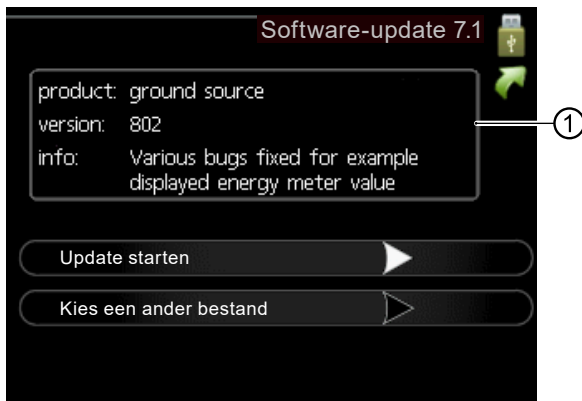 Software-update 7.1
product: ground source
version: 802
info: Various bugs fixed for example
displayed energy meter value
1
Update starten
Kies een ander bestand